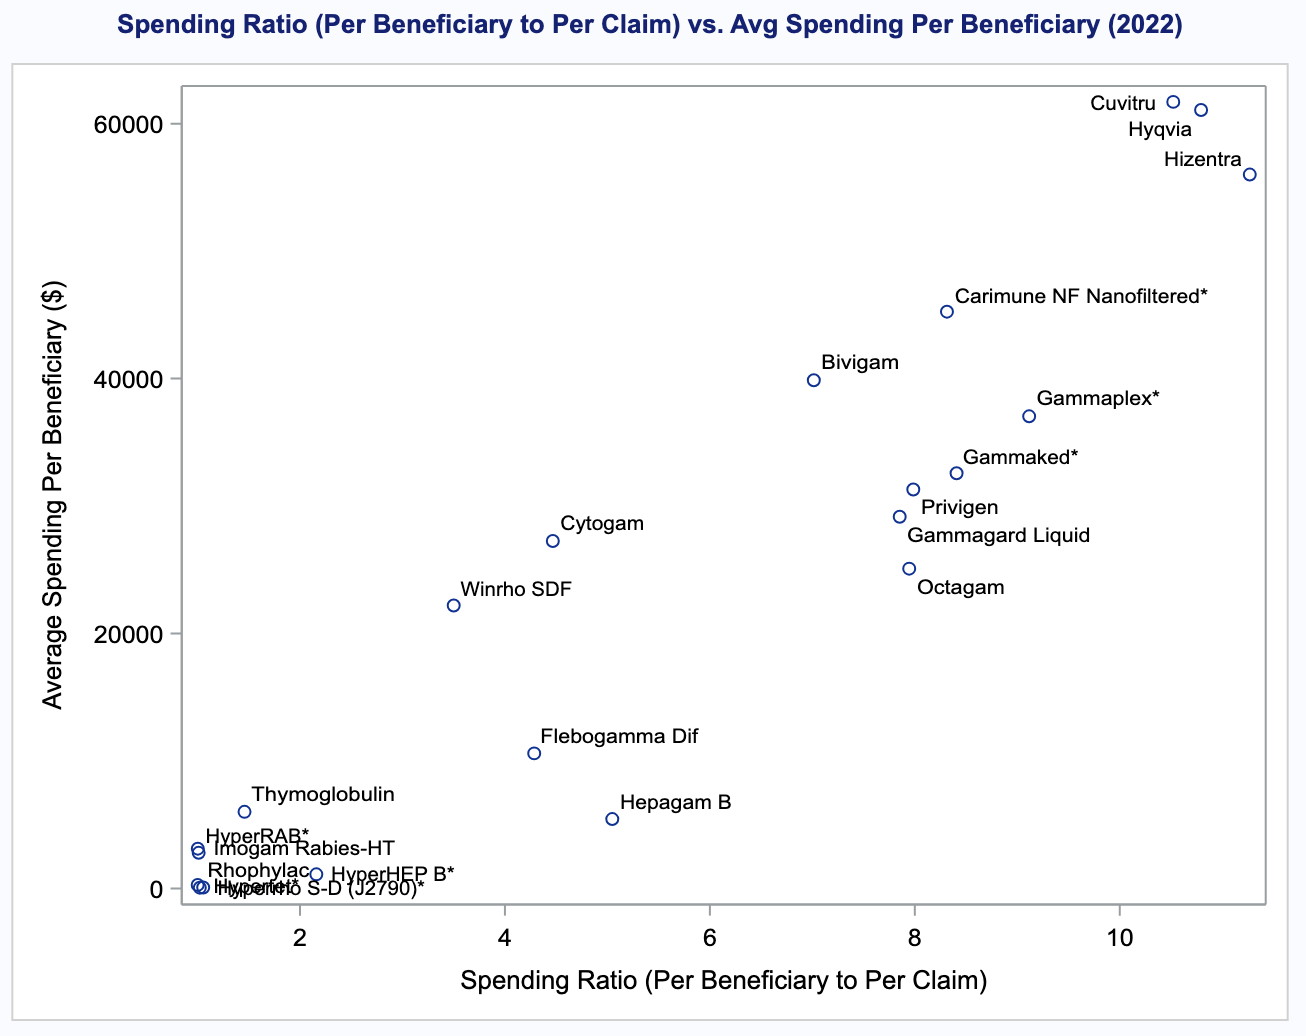 Spending Ratio (Per Beneficiary to Per Claim) vs. Avg Spending Per Beneficiary (2022)
Average Spending Per Beneficiary ($)
60000
40000
20000
0
Cuvitru
Hyqvia
Hizentra
Carimune NF Nanofiltered*
Bivigam
Gammaplex*
Gammaked*
Privigen
Gammagard Liquid
Cytogam
Octagam
Winrho SDF
Flebogamma Dif
Thymoglobulin
Hepagam B
HyperRAB*
Imogam Rabies-HT
Rhophylac
HyperHEP B*
S-D (J2790)*
2
4
6
8
10
Spending Ratio (Per Beneficiary to Per Claim)